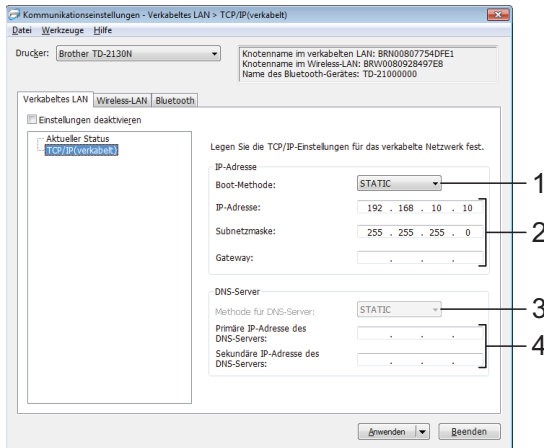 Kommunikationseinstellungen - Verkabeltes LAN > TCP/IP(verkabelt)
Datei Werkzeuge Hilfe
Drucker: Brother TD-2130N
Knotenname im verkabelten LAN: BRN00807754DFE1
Knotenname im Wireless-LAN: BRW0080928497E8
Name des Bluetooth-Gerätes: TD-21000000
Verkabeltes LAN Wireless-LAN Bluetooth
Einstellungen deaktivieren
Aktueller Status
TCP/IP(verkabelt)
Legen Sie die TCP/IP-Einstellungen für das verkabelte Netzwerk fest.
IP-Adresse
Boot-Methode: STATIC 1
IP-Adresse: 192 . 168 . 10 . 10
2
Subnetzmaske: 255 . 255 . 255 . 0
Gateway: . . .
DNS-Server
Methode für DNS-Server: STATIC 3
Primäre IP-Adresse des
DNS-Servers: . . .
4
Sekundäre IP-Adresse des
DNS-Servers: . . .
Anwenden Beenden